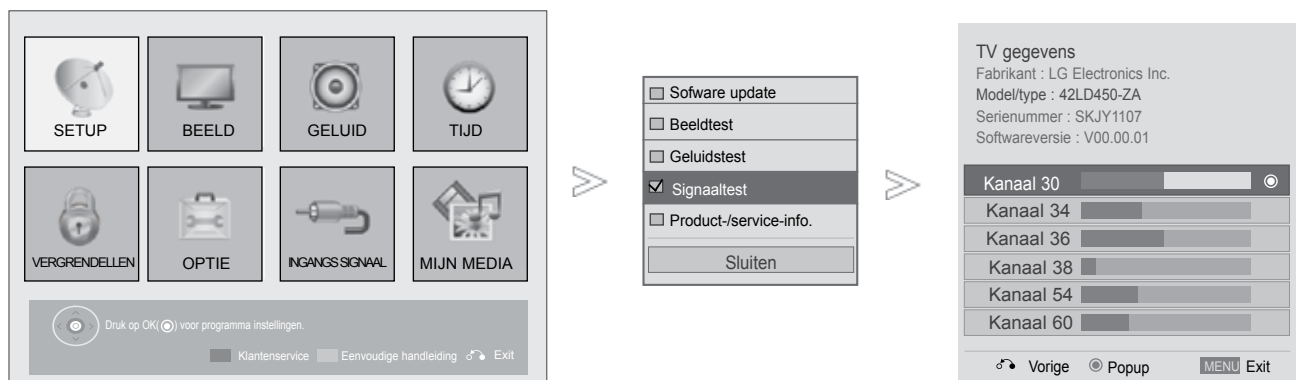 SETUP
BEELD
GELUID
TIJD
VERGRENDELLEN
OPTIE
INGANGS SIGNAAL
MIJN MEDIA
Druk op OK( ) voor programma instellingen.
Klantenservice Eenvoudige handleiding Exit
Sofware update
Beeldtest
Geluidstest
Signaaltest
Product-/service-info.
Sluiten
TV gegevens
Fabrikant : LG Electronics Inc.
Model/type : 42LD450-ZA
Serienummer : SKJY1107
Softwareversie : V00.00.01
Kanaal 30
Kanaal 34
Kanaal 36
Kanaal 38
Kanaal 54
Kanaal 60
Vorige Popup MENU Exit